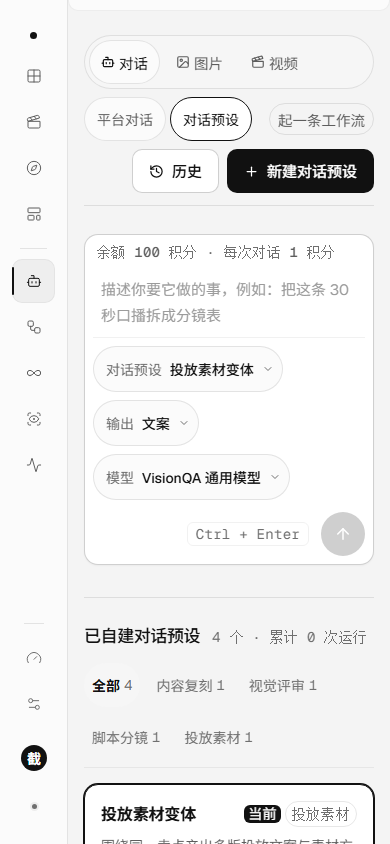 对话
图片
视频
平台对话
对话预设
起一条工作流
历史
新建对话预设
余额 100 积分 · 每次对话 1 积分
描述你要它做的事，例如：把这条 30
秒口播拆成分镜表
对话预设 投放素材变体
输出 文案
模型 VisionQA 通用模型
Ctrl + Enter
已自建对话预设 4 个 · 累计 0 次运行
全部 4
内容复刻 1
视觉评审 1
脚本分镜 1
投放素材 1
截
投放素材变体 当前 投放素材